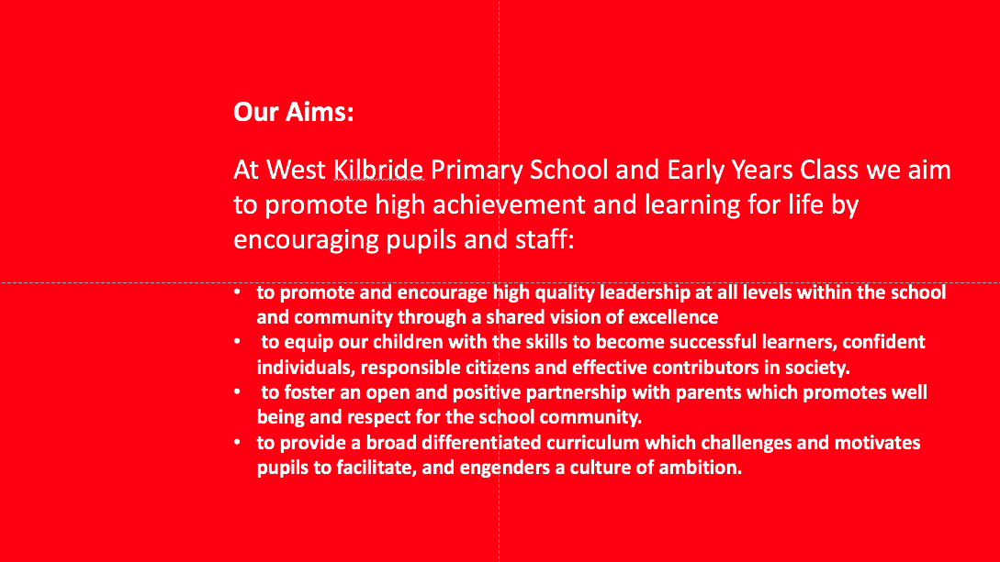 Our Aims:
At West Kilbride Primary School and Early Years Class we aim
to promote high achievement and learning for life by
encouraging pupils and staff:
• to promote and encourage high quality leadership at all levels within the school
and community through a shared vision of excellence
• to equip our children with the skills to become successful learners, confident
individuals, responsible citizens and effective contributors in society.
• to foster an open and positive partnership with parents which promotes well
being and respect for the school community.
• to provide a broad differentiated curriculum which challenges and motivates
pupils to facilitate, and engenders a culture of ambition.